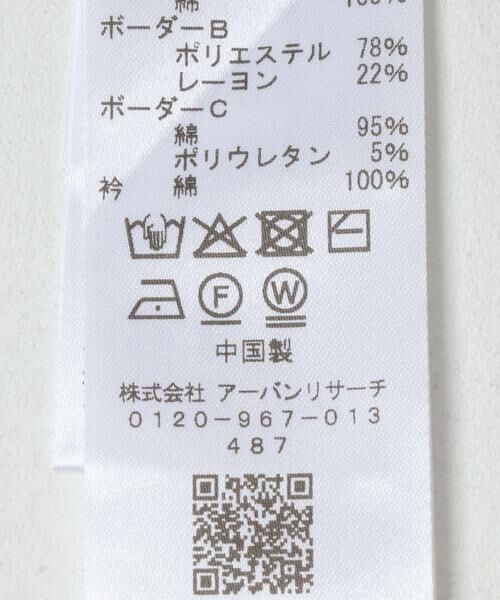 綿 100%
ボーダーB
ポリエステル 78%
レーヨン 22%
ボーダーC
綿 95%
ポリウレタン 5%
衿 綿 100%
F W
中国製
株式会社 アーバンリサーチ
0120-967-013
487